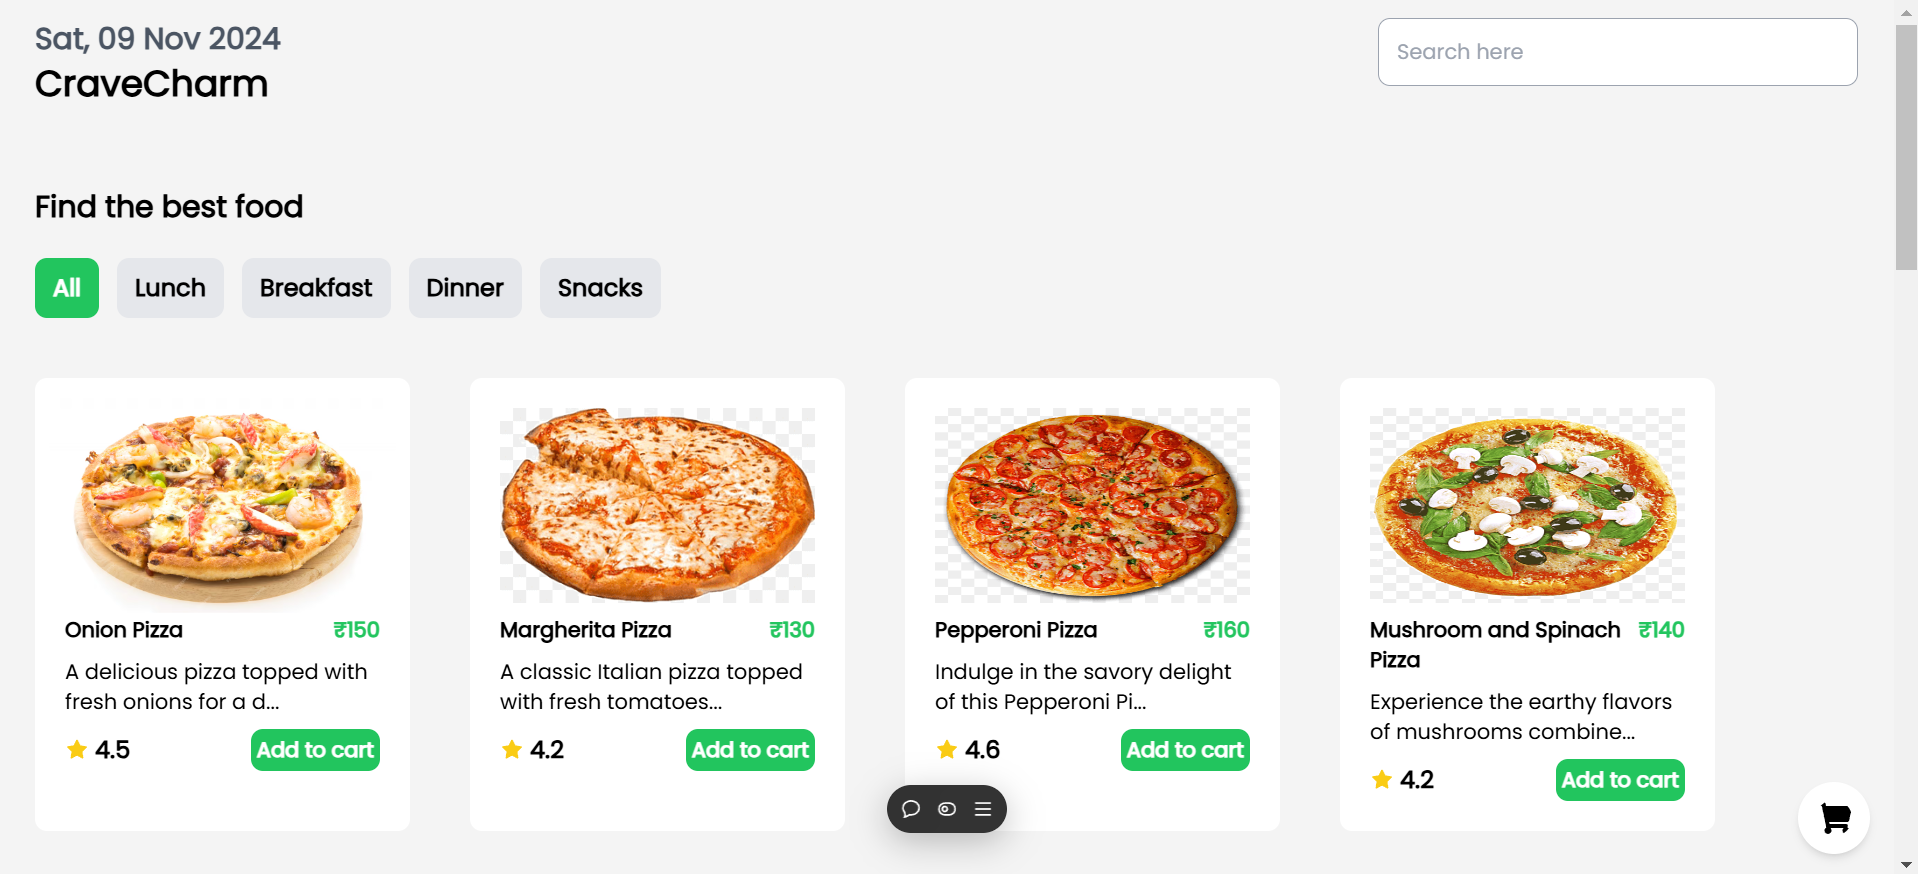 Sat, 09 Nov 2024
CraveCharm
Search here
Find the best food
All
Lunch
Breakfast
Dinner
Snacks
Onion Pizza
₹150
A delicious pizza topped with
fresh onions for a d...
4.5
Add to cart
Margherita Pizza
₹130
A classic Italian pizza topped
with fresh tomatoes...
4.2
Add to cart
Pepperoni Pizza
₹160
Indulge in the savory delight
of this Pepperoni Pi...
4.6
Add to cart
Mushroom and Spinach
Pizza
₹140
Experience the earthy flavors
of mushrooms combine...
4.2
Add to cart